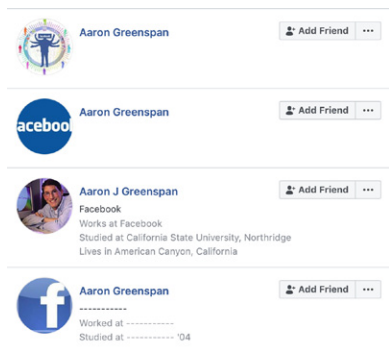 Aaron Greenspan
Add Friend
Aaron Greenspan
acebook
Add Friend
Aaron J Greenspan
Add Friend
Facebook
Works at Facebook
Studied at California State University, Northridge
Lives in American Canyon, California
Aaron Greenspan
Add Friend
f
-----------
Worked at -----------
Studied at ----------- '04